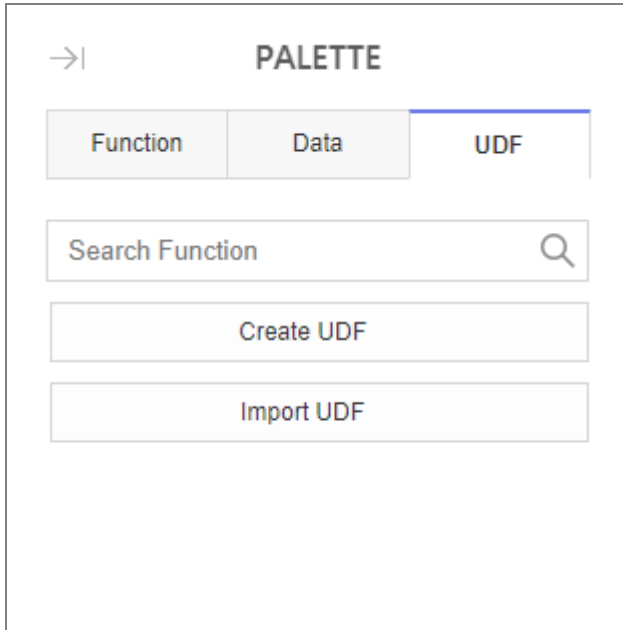 PALETTE
Function Data UDF
Search Function
Create UDF
Import UDF